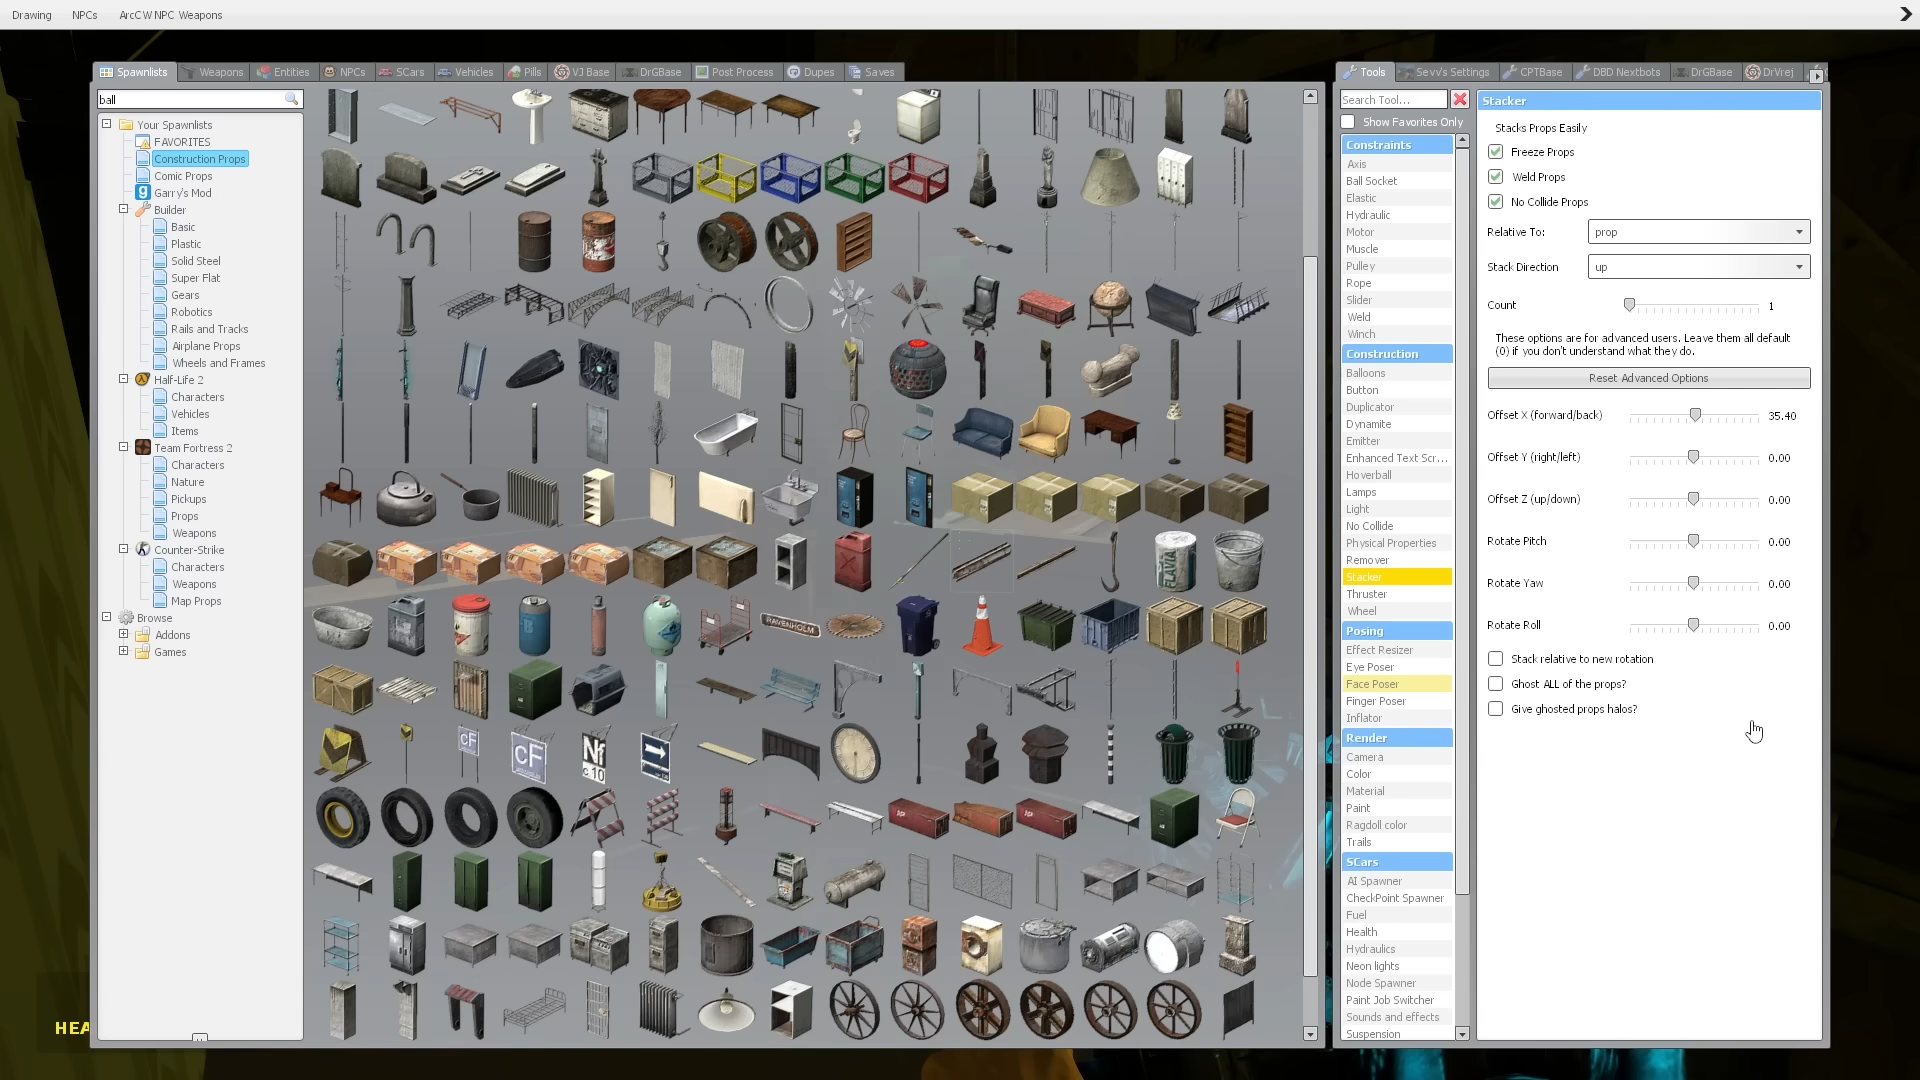 Drawing NPCs ArcCW NPC Weapons
Spawnlists Weapons Entities NPCs SCars Vehicles Pills VJ Base DrGBase Post Process Dupes Saves
ball
Your Spawnlists
FAVORITES
Construction Props
Comic Props
Garry's Mod
Builder
Basic
Plastic
Solid Steel
Super Flat
Gears
Robotics
Rails and Tracks
Airplane Props
Wheels and Frames
Half-Life 2
Characters
Vehicles
Items
Team Fortress 2
Characters
Nature
Pickups
Props
Weapons
Counter-Strike
Characters
Weapons
Map Props
Browse
Addons
Games
RAVENHOLM
cF
cF
Nf
c10
HEA
Tools Sevv's Settings CPTBase DBD Nextbots DrGBase DrVrej
Search Tool...
Show Favorites Only
Constraints
Axis
Ball Socket
Elastic
Hydraulic
Motor
Muscle
Pulley
Rope
Slider
Weld
Winch
Construction
Balloons
Button
Duplicator
Dynamite
Emitter
Enhanced Text Scr...
Hoverball
Lamps
Light
No Collide
Physical Properties
Remover
Stacker
Thruster
Wheel
Posing
Effect Resizer
Eye Poser
Face Poser
Finger Poser
Inflator
Render
Camera
Color
Material
Paint
Ragdoll color
Trails
SCars
AI Spawner
CheckPoint Spawner
Fuel
Health
Hydraulics
Neon lights
Node Spawner
Paint Job Switcher
Sounds and effects
Suspension
Stacker
Stacks Props Easily
Freeze Props
Weld Props
No Collide Props
Relative To: prop
Stack Direction up
Count 1
These options are for advanced users. Leave them all default
(0) if you don't understand what they do.
Reset Advanced Options
Offset X (forward/back) 35.40
Offset Y (right/left) 0.00
Offset Z (up/down) 0.00
Rotate Pitch 0.00
Rotate Yaw 0.00
Rotate Roll 0.00
Stack relative to new rotation
Ghost ALL of the props?
Give ghosted props halos?